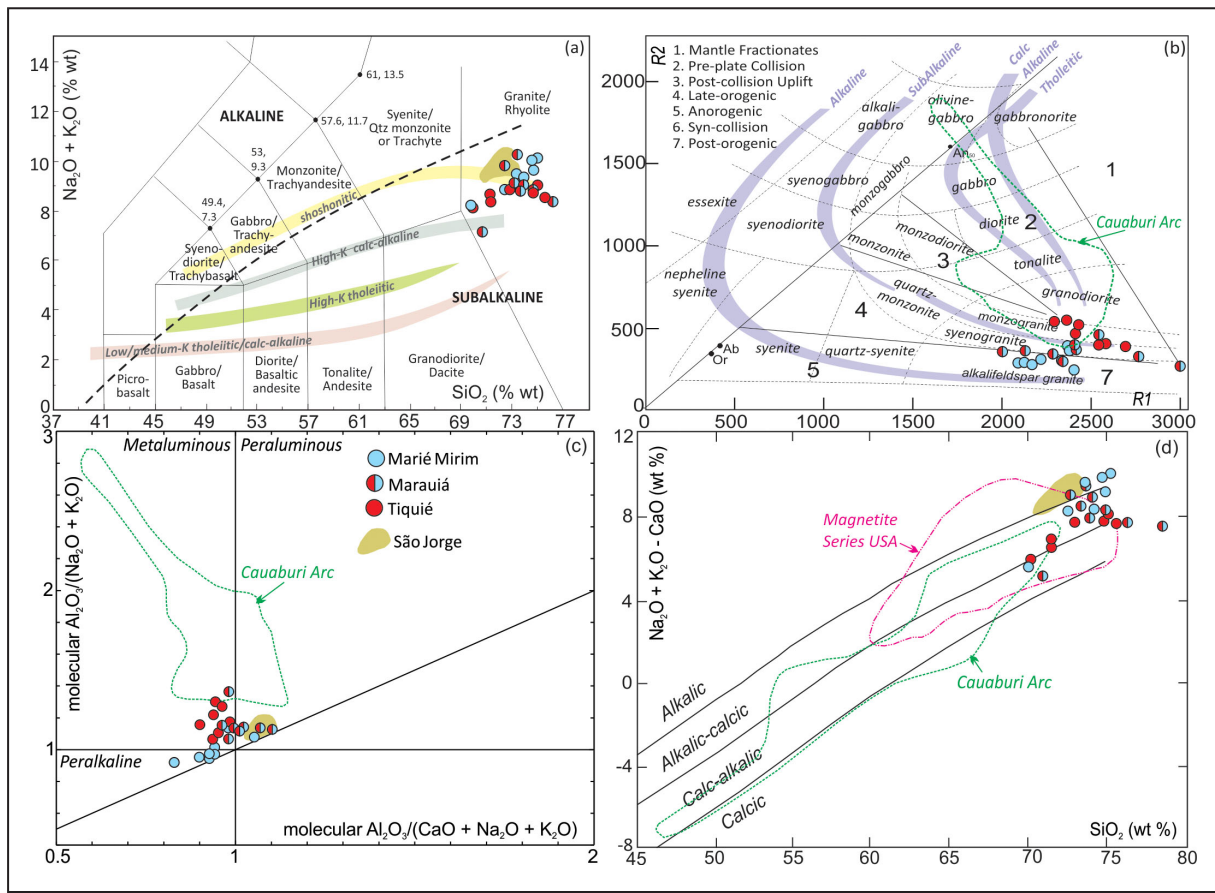 (a)
Na₂O + K₂O (% wt)
14
12
10
8
6
4
2
0
37
41
45
49
53
57
61
65
69
73
77
SiO₂ (% wt)
61, 13.5
57.6, 11.7
53,
9.3
49.4,
7.3
ALKALINE
SUBALKALINE
Syenite/
Qtz monzonite
or Trachyte
Granite/
Rhyolite
Monzonite/
Trachyandesite
Gabbro/
Trachy-
andesite
Syeno-
diorite/
Trachybasalt
shoshonitic
High-K calc-alkaline
High-K tholeiitic
Low/medium-K tholeiitic/calc-alkaline
Picro-
basalt
Gabbro/
Basalt
Diorite/
Basaltic
andesite
Tonalite/
Andesite
Granodiorite/
Dacite
(b)
R2
1. Mantle Fractionates
2. Pre-plate Collision
3. Post-collision Uplift
4. Late-orogenic
5. Anorogenic
6. Syn-collision
7. Post-orogenic
2000
1500
1000
500
0
0
500
1000
1500
2000
2500
3000
R1
Alkaline
SubAlkaline
Calc
Alkaline
Tholleitic
alkali-
gabbro
olivine-
gabbro
gabbronorite
An₅₀
essexite
syenogabbro
monzogabbro
gabbro
syenodiorite
monzodiorite
diorite
monzonite
tonalite
nepheline
syenite
quartz-
monzonite
granodiorite
monzogranite
syenogranite
syenite
quartz-syenite
alkalifeldspar granite
Ab
Or
1
2
3
4
5
7
Cauaburi Arc
(c)
Metaluminous
Peraluminous
Peralkaline
molecular Al₂O₃/(Na₂O + K₂O)
3
2
1
0.5
1
2
molecular Al₂O₃/(CaO + Na₂O + K₂O)
Marié Mirim
Marauiá
Tiquié
São Jorge
Cauaburi Arc
(d)
Na₂O + K₂O - CaO (wt %)
12
8
4
0
-4
-8
45
50
55
60
65
70
75
80
SiO₂ (wt %)
Magnetite
Series USA
Cauaburi Arc
Alkalic
Alkalic-calcic
Calc-alkalic
Calcic